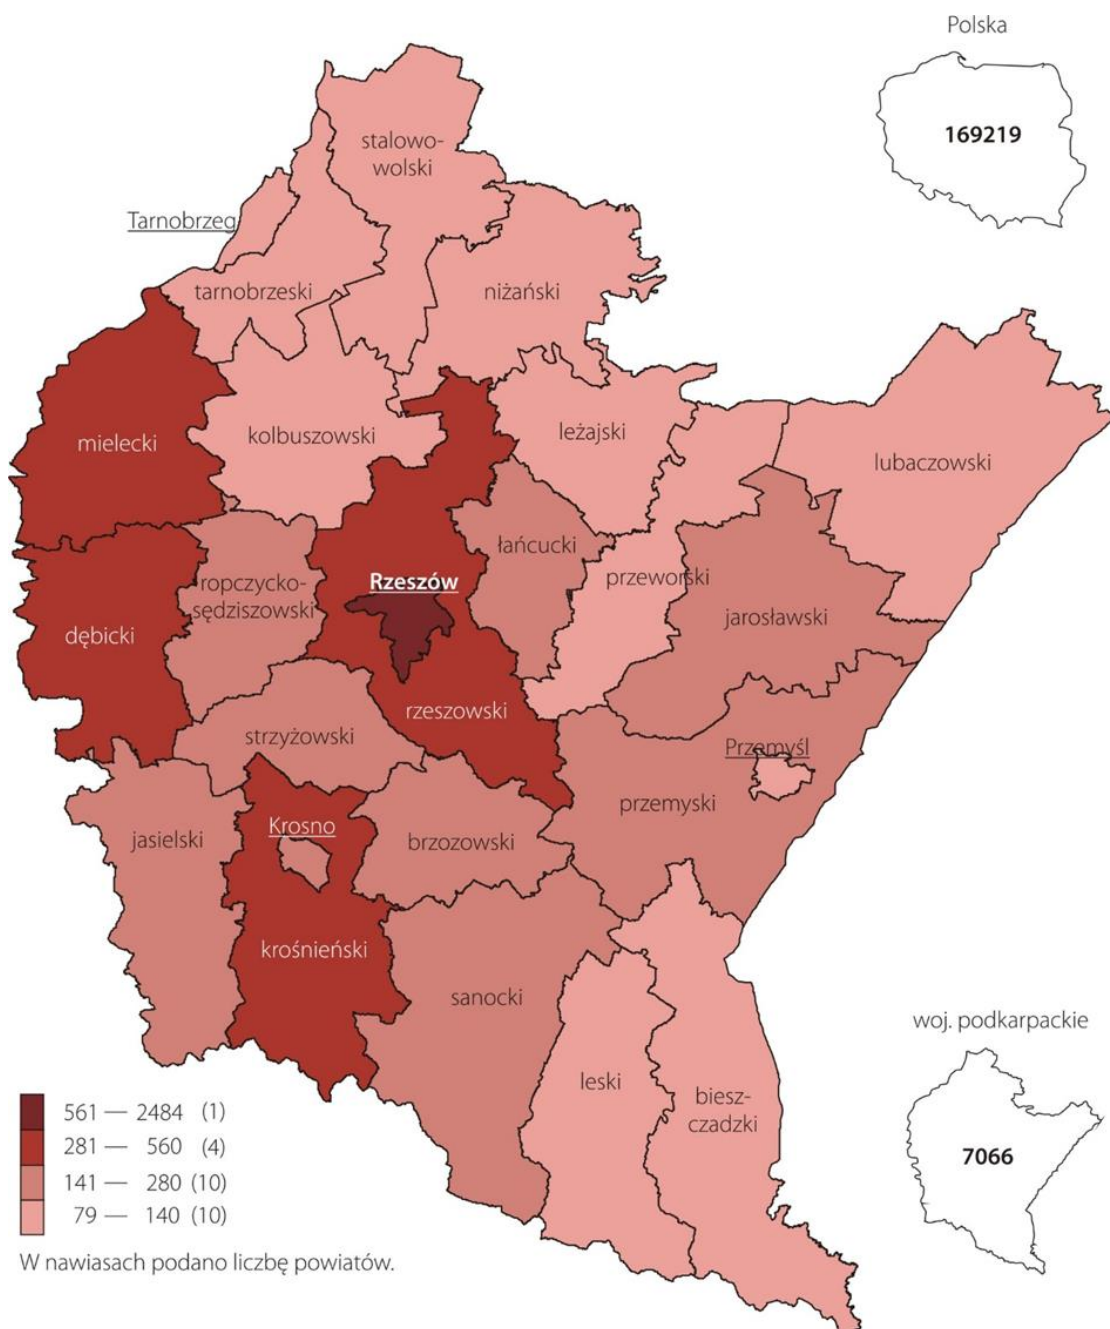 Polska
169219
stalowo-
wolski
Tarnobrzeg
tarnobrzeski
niżański
mielecki
kolbuszowski
leżajski
lubaczowski
łańcucki
ropczycko-
sędziszowski
Rzeszów
przeworski
jarosławski
dębicki
rzeszowski
strzyżowski
Przemyśl
przemyski
jasielski
Krosno
brzozowski
krośnieński
sanocki
leski
biesz-
czadzki
woj. podkarpackie
7066
561 — 2484 (1)
281 — 560 (4)
141 — 280 (10)
79 — 140 (10)
W nawiasach podano liczbę powiatów.